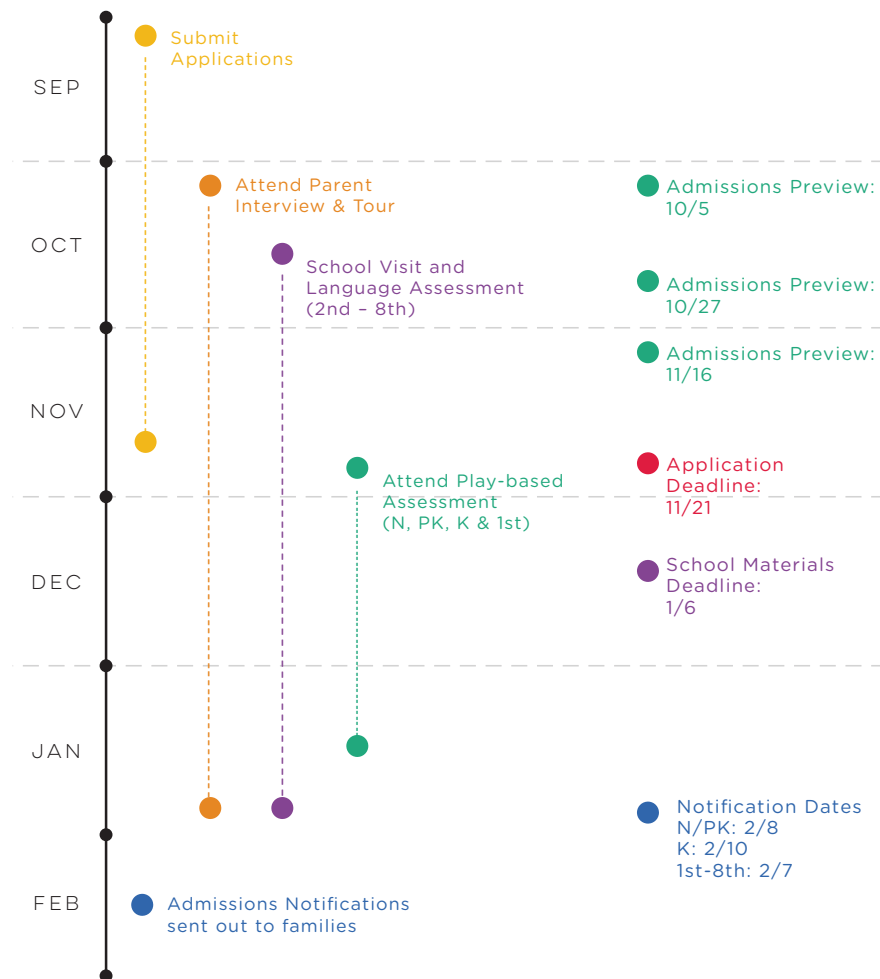 Submit
Applications
SEP
Attend Parent
Interview & Tour
Admissions Preview:
10/5
OCT
School Visit and
Language Assessment
(2nd – 8th)
Admissions Preview:
10/27
Admissions Preview:
11/16
NOV
Attend Play-based
Assessment
(N, PK, K & 1st)
Application
Deadline:
11/21
DEC
School Materials
Deadline:
1/6
JAN
Notification Dates
N/PK: 2/8
K: 2/10
1st-8th: 2/7
FEB
Admissions Notifications
sent out to families